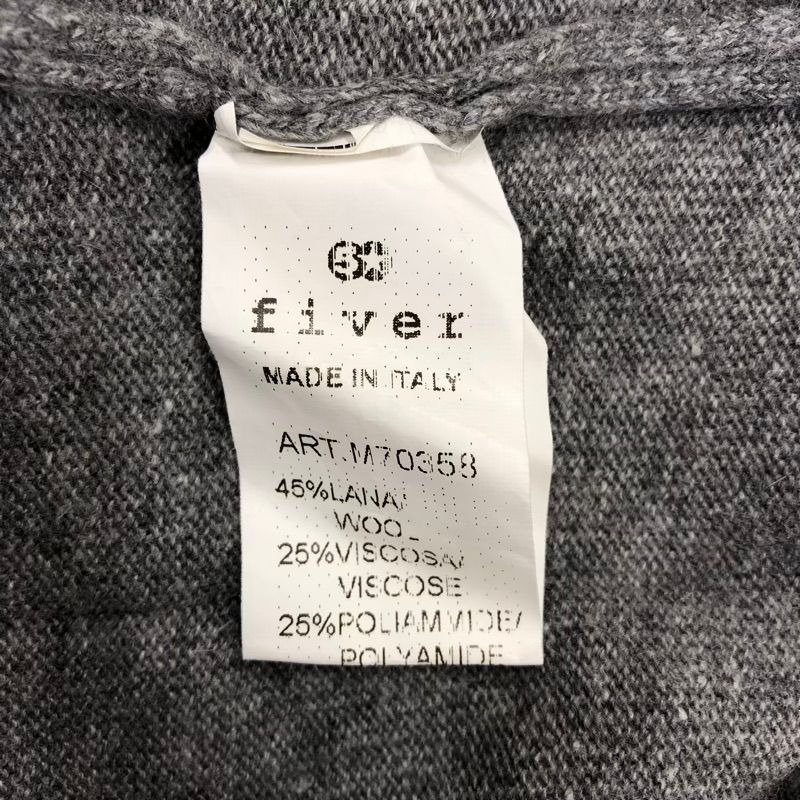 fiver
MADE IN ITALY
ART.M70358
45%LANA/
WOOL
25%VISCOSA/
VISCOSE
25%POLIAMMIDE/
POLYAMIDE